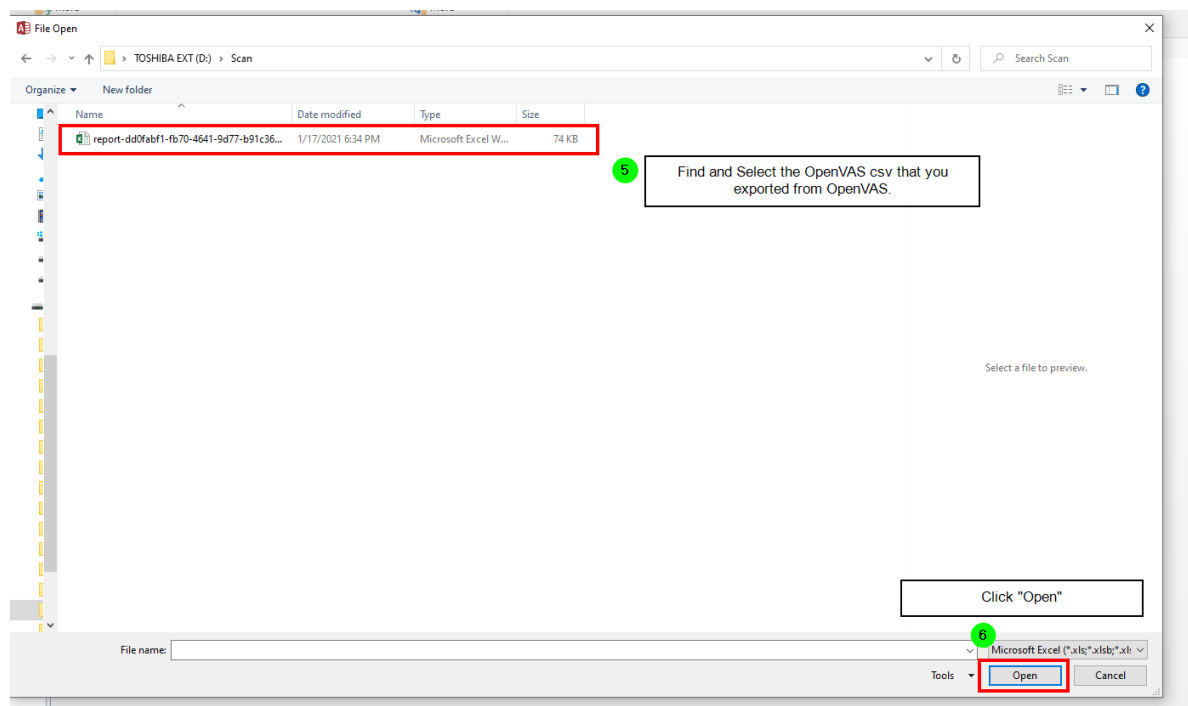 File Open
TOSHIBA EXT (D:) › Scan
Search Scan
Organize
New folder
Name
Date modified
Type
Size
report-dd0fabf1-fb70-4641-9d77-b91c36...
1/17/2021 6:34 PM
Microsoft Excel W...
74 KB
5
Find and Select the OpenVAS csv that you
exported from OpenVAS.
Select a file to preview.
Click "Open"
6
File name:
Microsoft Excel (*.xls;*.xlsb;*.xl
Tools
Open
Cancel